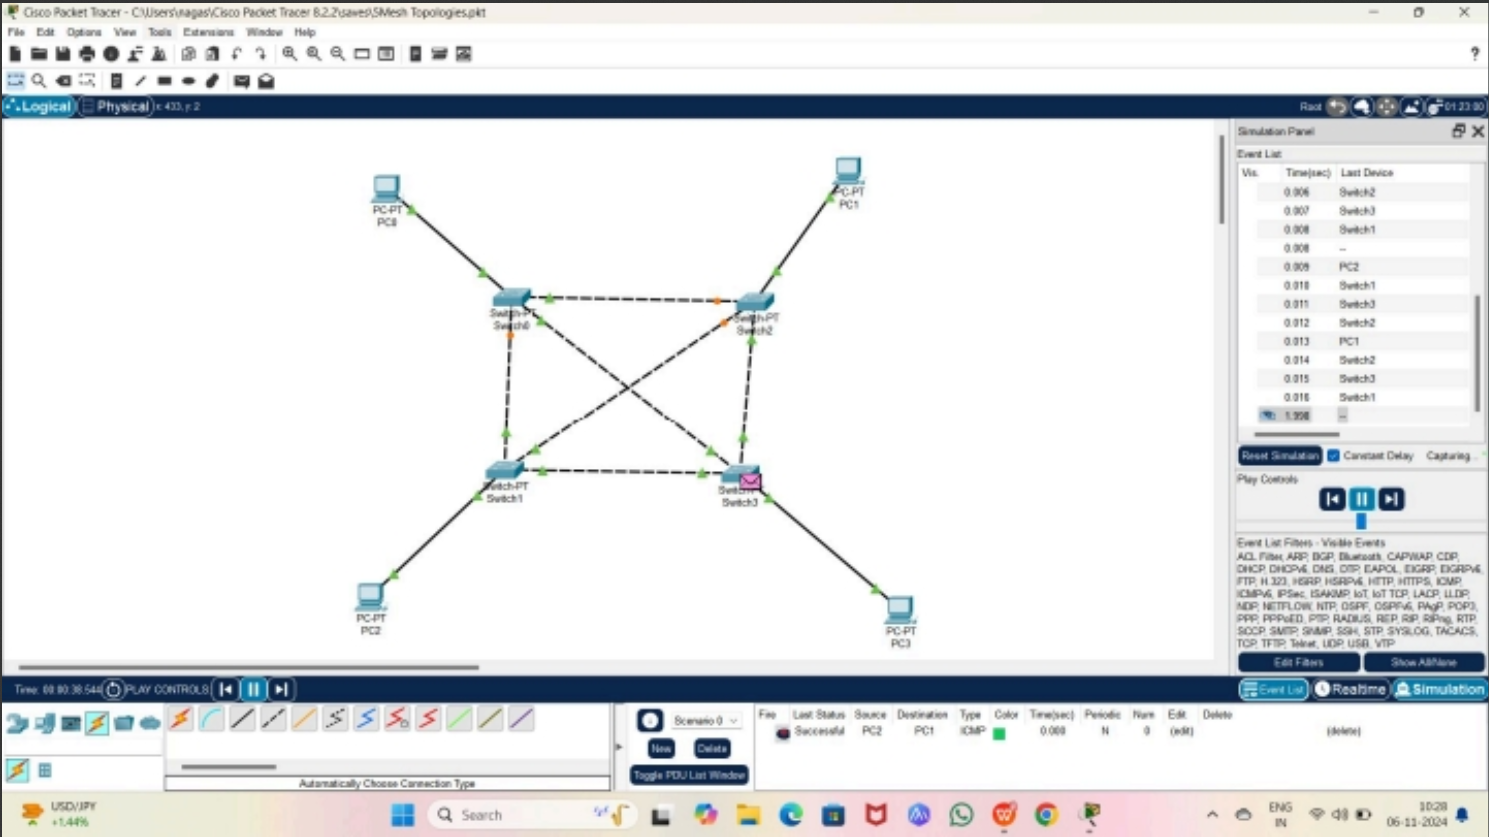 Cisco Packet Tracer - C:\Users\nagas\Cisco Packet Tracer 8.2.2\saves\SMesh Topologies.pkt
File Edit Options View Tools Extensions Window Help
?
Logical Physical x: 433, y: 2 Root 01:23:00
Simulation Panel
Event List
Vis. Time(sec) Last Device
0.006 Switch2
0.007 Switch3
0.008 Switch1
0.008 --
0.009 PC2
0.010 Switch1
0.011 Switch3
0.012 Switch2
0.013 PC1
0.014 Switch2
0.015 Switch3
0.016 Switch1
1.998 --
Reset Simulation Constant Delay Capturing...
Play Controls
Event List Filters - Visible Events
ACL Filter, ARP, BGP, Bluetooth, CAPWAP, CDP,
DHCP, DHCPv6, DNS, DTP, EAPOL, EIGRP, EIGRPv6,
FTP, H.323, HSRP, HSRPv6, HTTP, HTTPS, ICMP,
ICMPv6, IPSec, ISAKMP, IoT, IoT TCP, LACP, LLDP,
NDP, NETFLOW, NTP, OSPF, OSPFv6, PAgP, POP3,
PPP, PPPoED, PTP, RADIUS, REP, RIP, RIPng, RTP,
SCCP, SMTP, SNMP, SSH, STP, SYSLOG, TACACS,
TCP, TFTP, Telnet, UDP, USB, VTP
Edit Filters Show All/None
Event List Realtime Simulation
PC-PT
PC0
PC-PT
PC1
Switch-PT
Switch0
Switch-PT
Switch2
Switch-PT
Switch1
Switch3
PC-PT
PC2
PC-PT
PC3
Time: 00:00:38.544 PLAY CONTROLS:
Automatically Choose Connection Type
Scenario 0
New Delete
Toggle PDU List Window
Fire Last Status Source Destination Type Color Time(sec) Periodic Num Edit Delete
Successful PC2 PC1 ICMP 0.000 N 0 (edit) (delete)
USD/JPY
+1.44%
Search
ENG
IN
10:28
06-11-2024